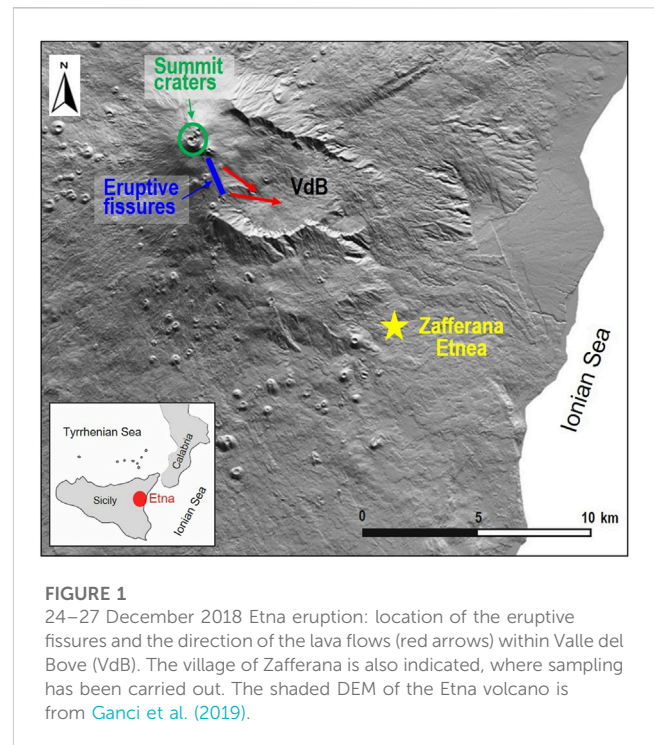 N
Summit
craters
Eruptive
fissures
VdB
Zafferana
Etnea
Ionian Sea
Tyrrhenian Sea
Calabria
Sicily
Etna
Ionian Sea
0
5
10 km
FIGURE 1
24–27 December 2018 Etna eruption: location of the eruptive
fissures and the direction of the lava flows (red arrows) within Valle del
Bove (VdB). The village of Zafferana is also indicated, where sampling
has been carried out. The shaded DEM of the Etna volcano is
from Ganci et al. (2019).